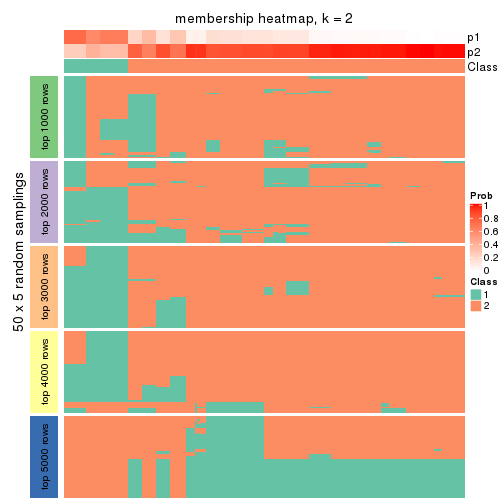 membership heatmap, k = 2
p1
p2
Class
50 x 5 random samplings
top 1000 rows
top 2000 rows
top 3000 rows
top 4000 rows
top 5000 rows
Prob
1
0.8
0.6
0.4
0.2
0
Class
1
2